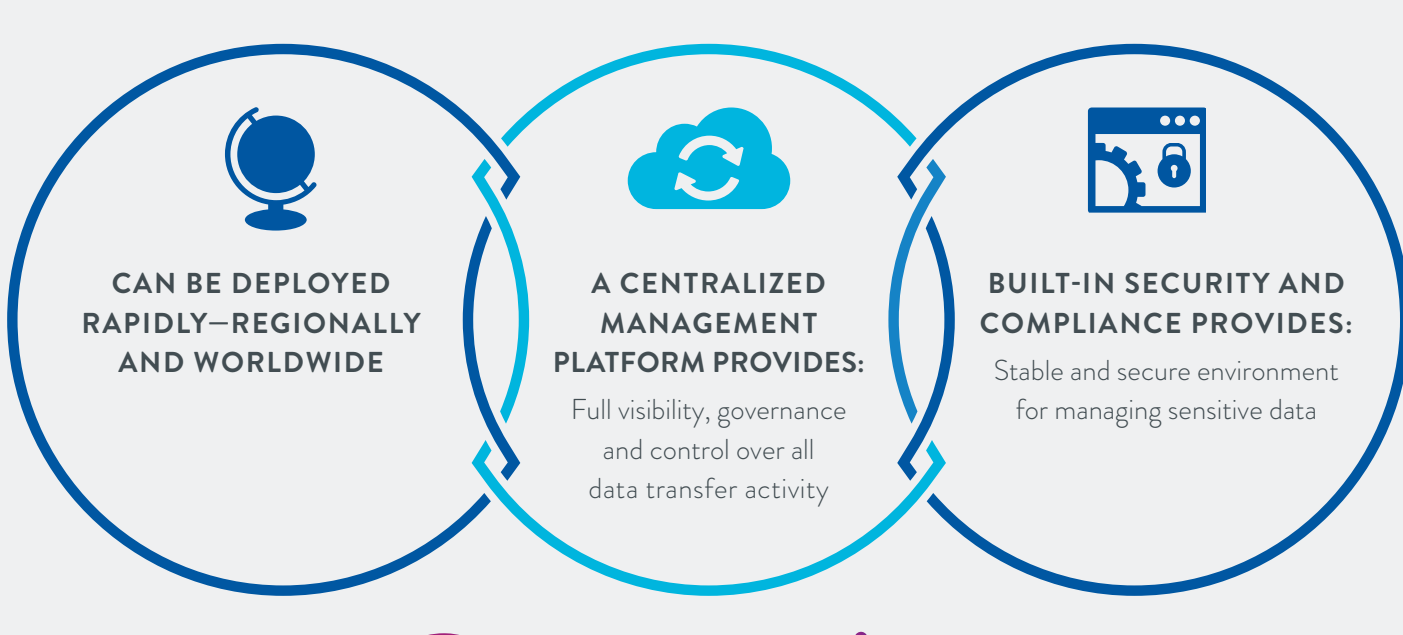 CAN BE DEPLOYED
RAPIDLY—REGIONALLY
AND WORLDWIDE
A CENTRALIZED
MANAGEMENT
PLATFORM PROVIDES:
Full visibility, governance
and control over all
data transfer activity
BUILT-IN SECURITY AND
COMPLIANCE PROVIDES:
Stable and secure environment
for managing sensitive data